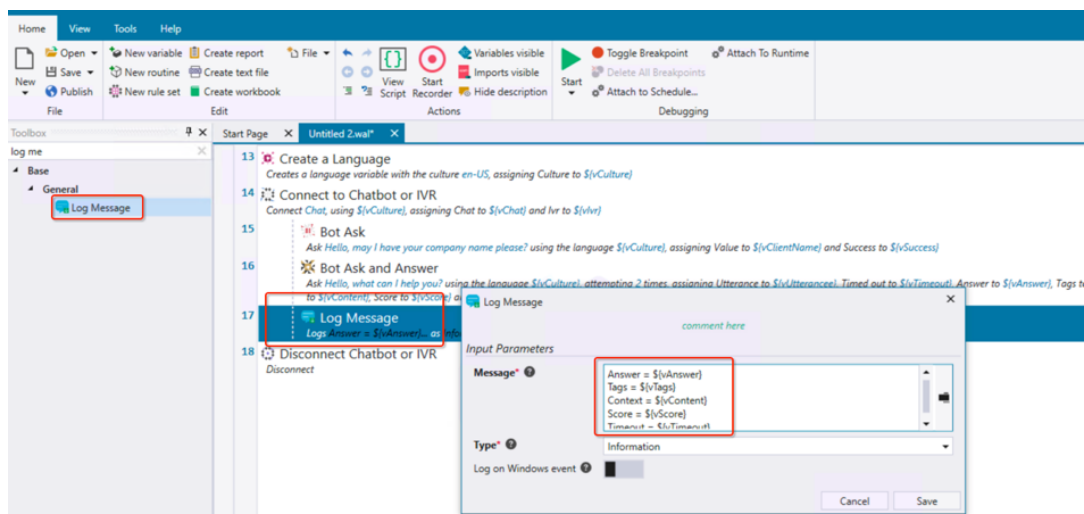 Home View Tools Help
New
Open
Save
Publish
File
New variable
New routine
New rule set
Create report
Create text file
Create workbook
File
Edit
View Script
Start Recorder
Variables visible
Imports visible
Hide description
Actions
Start
Toggle Breakpoint
Delete All Breakpoints
Attach to Schedule...
Attach To Runtime
Debugging
Toolbox
log me
Base
General
Log Message
Start Page
Untitled 2.wal*
13 Create a Language
Creates a language variable with the culture en-US, assigning Culture to ${vCulture}
14 Connect to Chatbot or IVR
Connect Chat, using ${vCulture}, assigning Chat to ${vChat} and Ivr to ${vIvr}
15 Bot Ask
Ask Hello, may I have your company name please? using the language ${vCulture}, assigning Value to ${vClientName} and Success to ${vSuccess}
16 Bot Ask and Answer
Ask Hello, what can I help you? using the language ${vCulture}, attempting 2 times, assigning Utterance to ${vUtterancee}, Timed out to ${vTimeout}, Answer to ${vAnswer}, Tags to
to ${vContent}, Score to ${vScore}
17 Log Message
Logs Answer = ${vAnswer}... as
18 Disconnect Chatbot or IVR
Disconnect
Log Message
comment here
Input Parameters
Message*
Answer = ${vAnswer}
Tags = ${vTags}
Context = ${vContent}
Score = ${vScore}
Timeout = ${vTimeout}
Type*
Information
Log on Windows event
Cancel Save